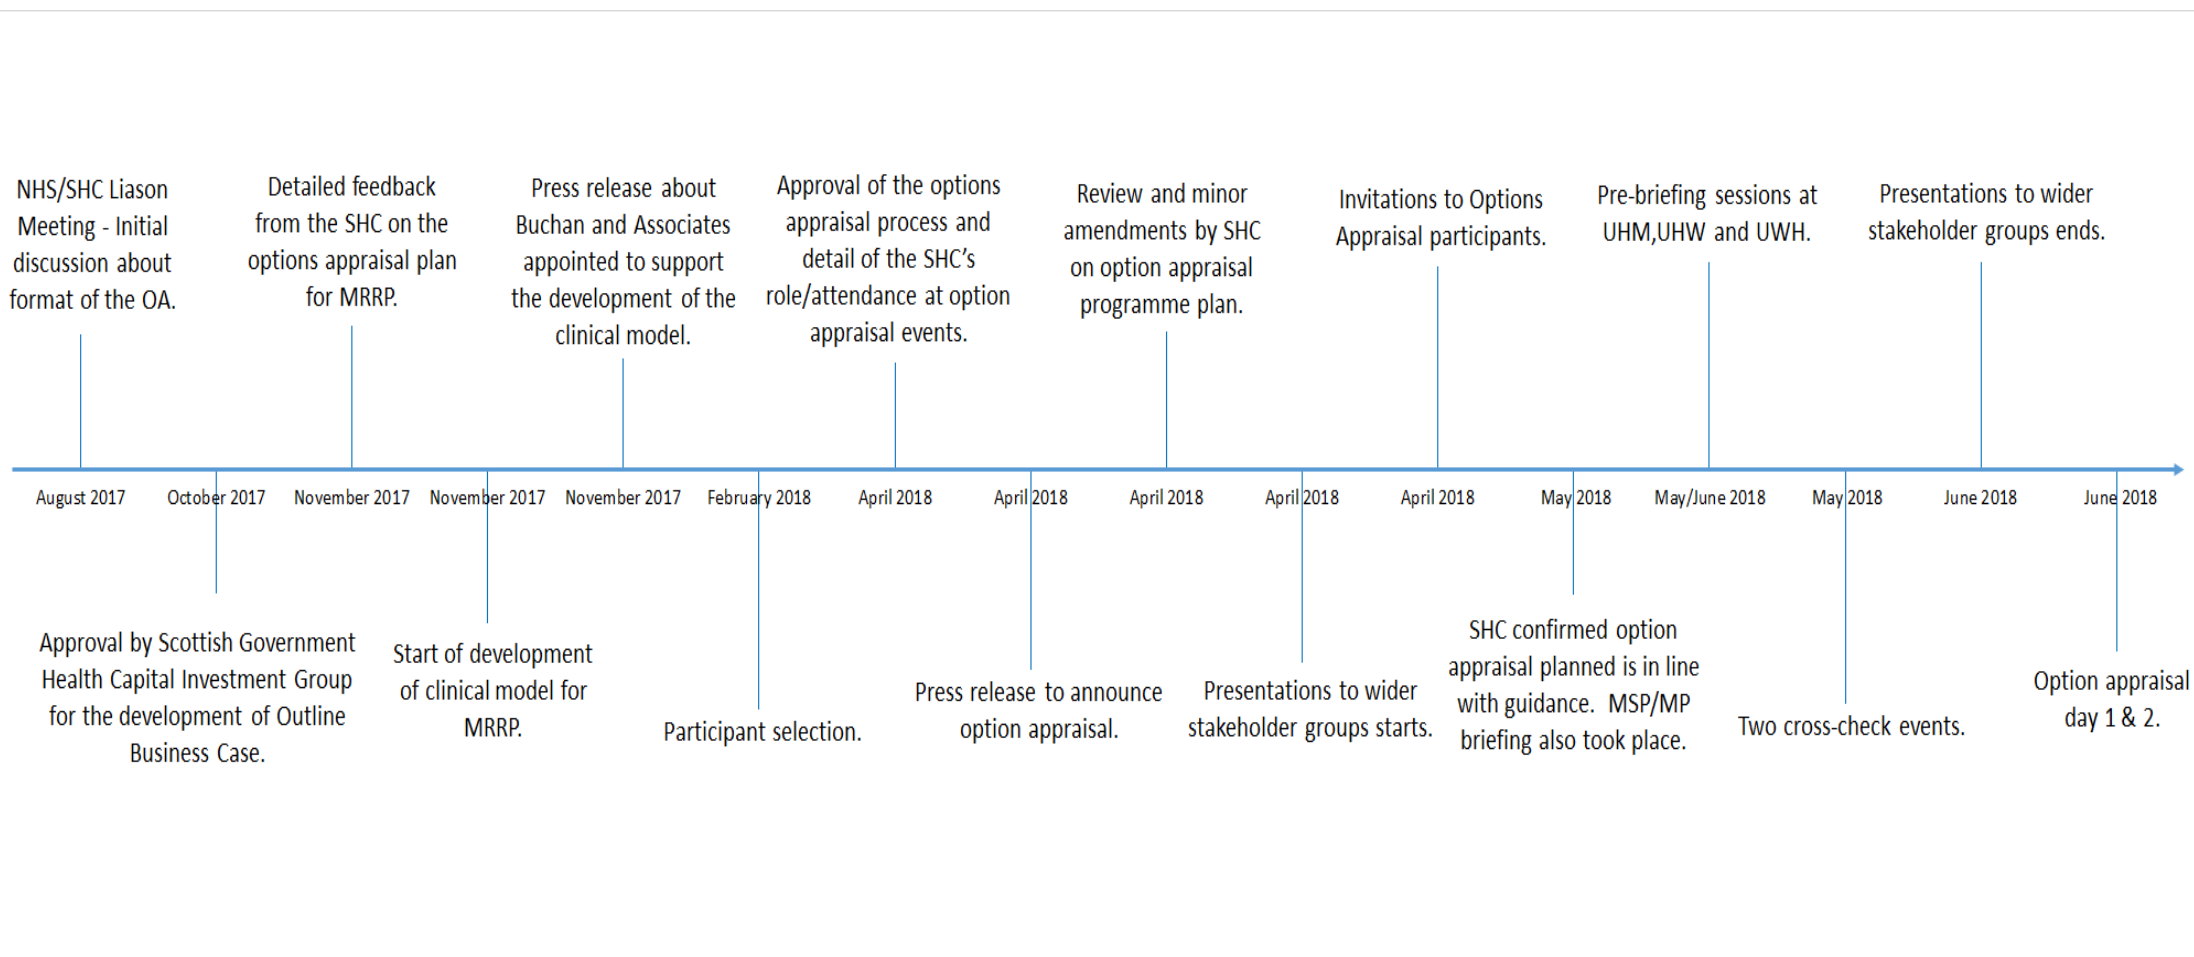 NHS/SHC Liason
Meeting - Initial
discussion about
format of the OA.
Detailed feedback
from the SHC on the
options appraisal plan
for MRRP.
Press release about
Buchan and Associates
appointed to support
the development of the
clinical model.
Approval of the options
appraisal process and
detail of the SHC’s
role/attendance at option
appraisal events.
Review and minor
amendments by SHC
on option appraisal
programme plan.
Invitations to Options
Appraisal participants.
Pre-briefing sessions at
UHM,UHW and UWH.
Presentations to wider
stakeholder groups ends.
August 2017
October 2017
November 2017
November 2017
November 2017
February 2018
April 2018
April 2018
April 2018
April 2018
April 2018
May 2018
May/June 2018
May 2018
June 2018
June 2018
Approval by Scottish Government
Health Capital Investment Group
for the development of Outline
Business Case.
Start of development
of clinical model for
MRRP.
Participant selection.
Press release to announce
option appraisal.
Presentations to wider
stakeholder groups starts.
SHC confirmed option
appraisal planned is in line
with guidance. MSP/MP
briefing also took place.
Two cross-check events.
Option appraisal
day 1 & 2.